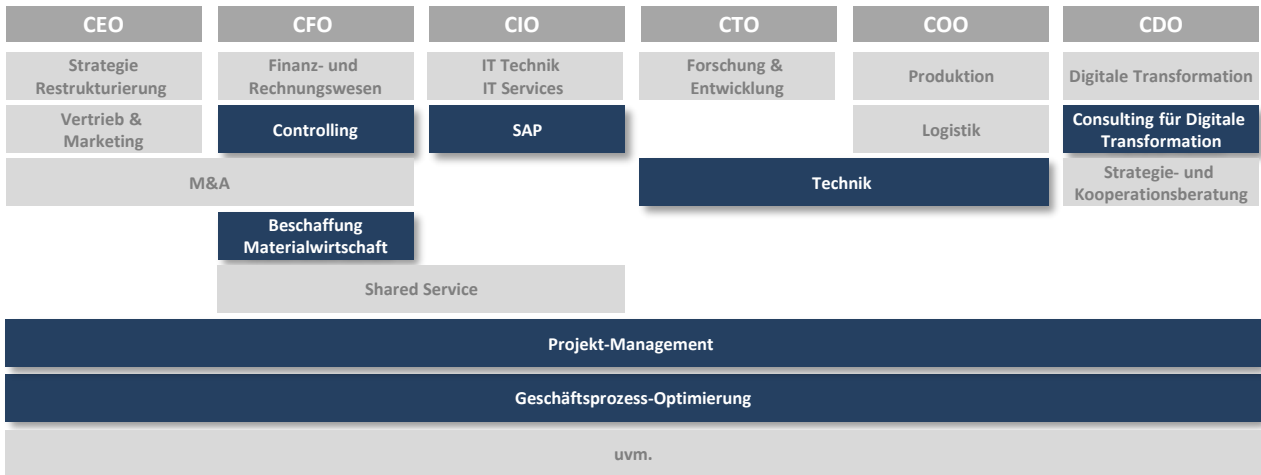 CEO
CFO
CIO
CTO
COO
CDO
Strategie
Restrukturierung
Finanz- und
Rechnungswesen
IT Technik
IT Services
Forschung &
Entwicklung
Produktion
Digitale Transformation
Vertrieb &
Marketing
Controlling
SAP
Logistik
Consulting für Digitale
Transformation
M&A
Technik
Strategie- und
Kooperationsberatung
Beschaffung
Materialwirtschaft
Shared Service
Projekt-Management
Geschäftsprozess-Optimierung
uvm.